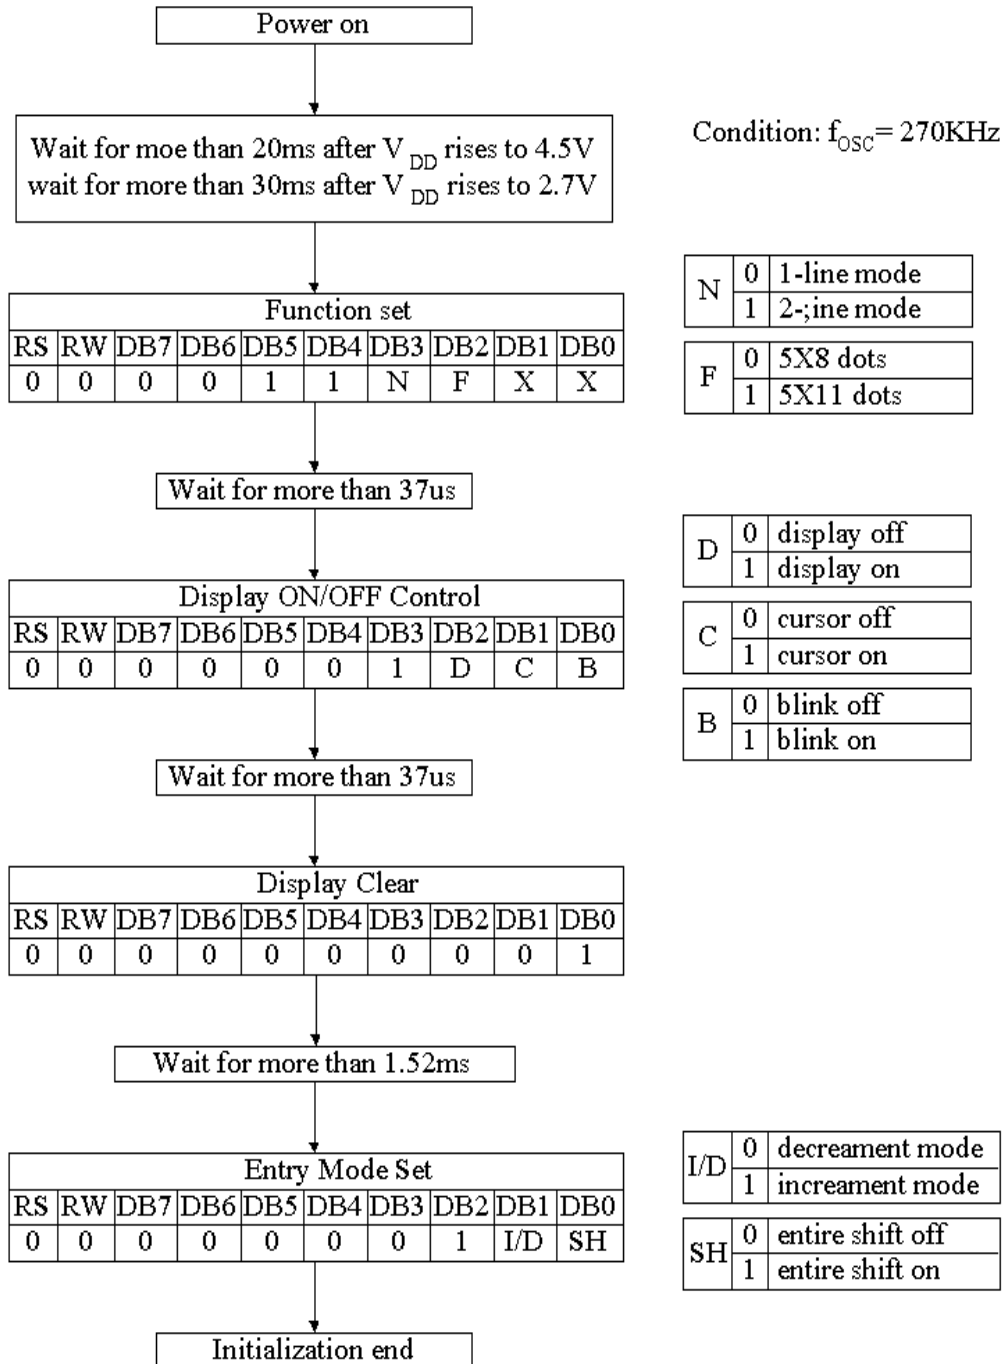 Power on
Wait for moe than 20ms after V DD rises to 4.5V
wait for more than 30ms after V DD rises to 2.7V
Condition: fOSC= 270KHz
Function set
RS RW DB7 DB6 DB5 DB4 DB3 DB2 DB1 DB0
0 0 0 0 1 1 N F X X
N
0 1-line mode
1 2-;ine mode
F
0 5X8 dots
1 5X11 dots
Wait for more than 37us
Display ON/OFF Control
RS RW DB7 DB6 DB5 DB4 DB3 DB2 DB1 DB0
0 0 0 0 0 0 1 D C B
D
0 display off
1 display on
C
0 cursor off
1 cursor on
B
0 blink off
1 blink on
Wait for more than 37us
Display Clear
RS RW DB7 DB6 DB5 DB4 DB3 DB2 DB1 DB0
0 0 0 0 0 0 0 0 0 1
Wait for more than 1.52ms
Entry Mode Set
RS RW DB7 DB6 DB5 DB4 DB3 DB2 DB1 DB0
0 0 0 0 0 0 0 1 I/D SH
I/D
0 decreament mode
1 increament mode
SH
0 entire shift off
1 entire shift on
Initialization end